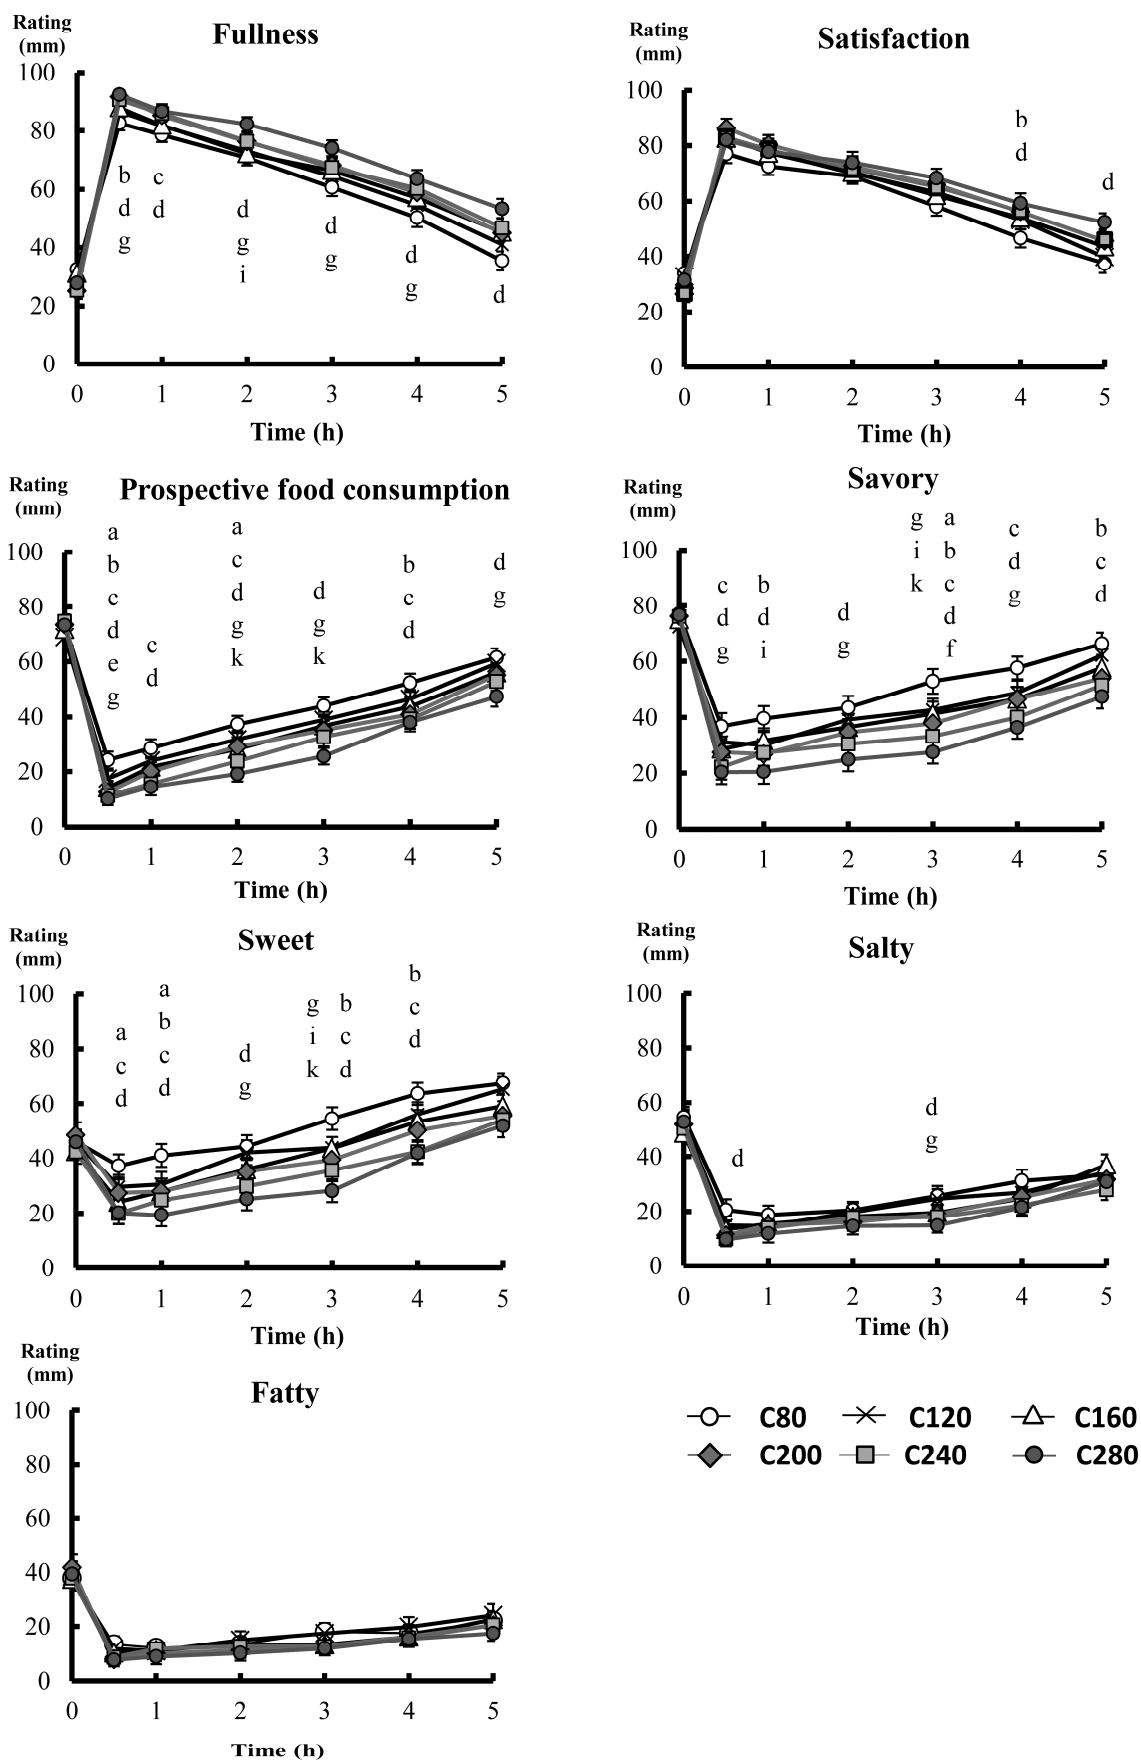 Rating
(mm)
Fullness
100
80
60
40
20
0
b
d
g
c
d
d
g
i
d
g
d
g
d
0 1 2 3 4 5
Time (h)
Rating
(mm)
Satisfaction
100
80
60
40
20
0
b
d
d
0 1 2 3 4 5
Time (h)
Rating
(mm)
Prospective food consumption
100
80
60
40
20
0
a
b
c
d
e
g
c
d
a
c
d
g
k
d
g
k
b
c
d
d
g
0 1 2 3 4 5
Time (h)
Rating
(mm)
Savory
100
80
60
40
20
0
c
d
g
b
d
i
d
g
g
i
k
a
b
c
d
f
c
d
g
b
c
d
0 1 2 3 4 5
Time (h)
Rating
(mm)
Sweet
100
80
60
40
20
0
a
c
d
a
b
c
d
d
g
g
i
k
b
c
d
b
c
d
0 1 2 3 4 5
Time (h)
Rating
(mm)
Salty
100
80
60
40
20
0
d
d
g
0 1 2 3 4 5
Time (h)
Rating
(mm)
Fatty
100
80
60
40
20
0
0 1 2 3 4 5
Time (h)
C80 C120 C160
C200 C240 C280